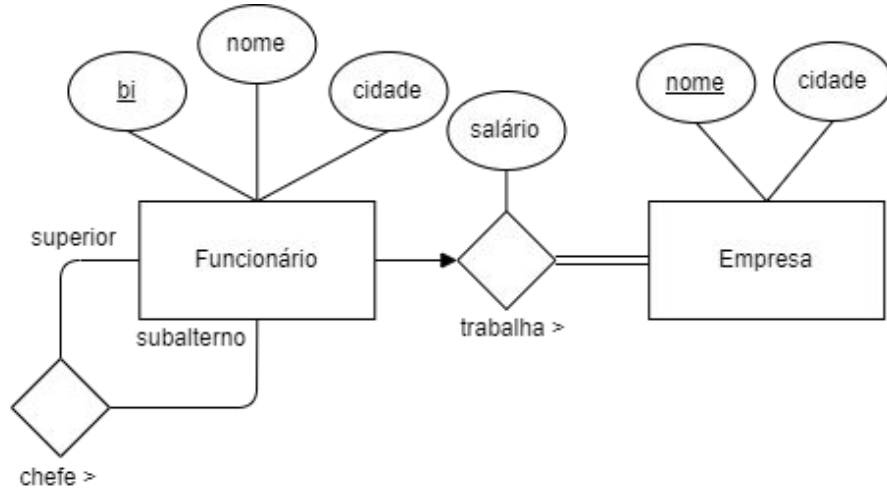 nome
bi
cidade
nome
cidade
salário
superior
Funcionário
Empresa
trabalha >
subalterno
chefe >